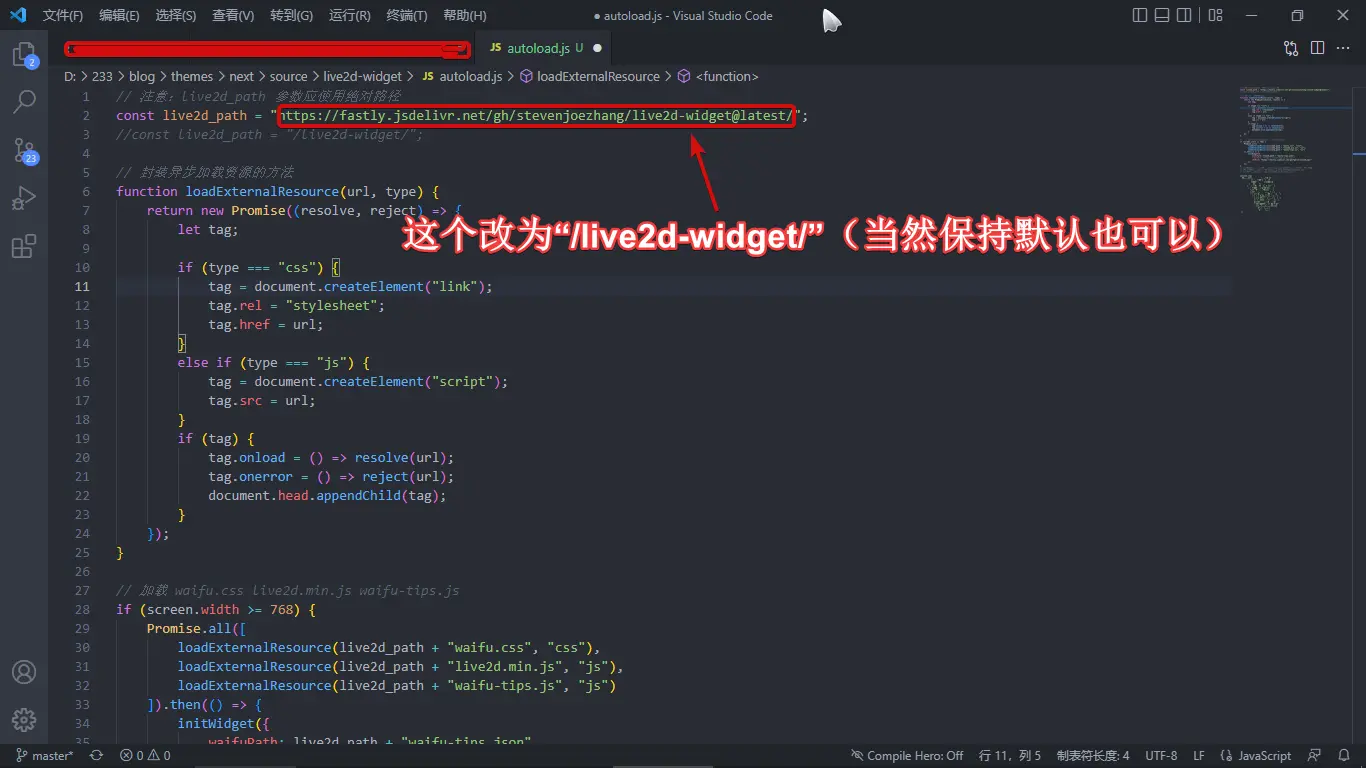 文件(F) 编辑(E) 选择(S) 查看(V) 转到(G) 运行(R) 终端(T) 帮助(H) ● autoload.js - Visual Studio Code
JS autoload.js U ●
D: > 233 > blog > themes > next > source > live2d-widget > JS autoload.js > loadExternalResource > <function>
1 // 注意：live2d_path 参数应使用绝对路径
2 const live2d_path = "https://fastly.jsdelivr.net/gh/stevenjoezhang/live2d-widget@latest/";
3 //const live2d_path = "/live2d-widget/";
4
5 // 封装异步加载资源的方法
6 function loadExternalResource(url, type) {
7 return new Promise((resolve, reject) => {
8 let tag;
这个改为“/live2d-widget/”（当然保持默认也可以）
9
10 if (type === "css") {
11 tag = document.createElement("link");
12 tag.rel = "stylesheet";
13 tag.href = url;
14 }
15 else if (type === "js") {
16 tag = document.createElement("script");
17 tag.src = url;
18 }
19 if (tag) {
20 tag.onload = () => resolve(url);
21 tag.onerror = () => reject(url);
22 document.head.appendChild(tag);
23 }
24 });
25 }
26
27 // 加载 waifu.css live2d.min.js waifu-tips.js
28 if (screen.width >= 768) {
29 Promise.all([
30 loadExternalResource(live2d_path + "waifu.css", "css"),
31 loadExternalResource(live2d_path + "live2d.min.js", "js"),
32 loadExternalResource(live2d_path + "waifu-tips.js", "js")
33 ]).then(() => {
34 initWidget({
35 waifuPath: live2d_path + "waifu-tips.json"
2
23
master* 0 0 Compile Hero: Off 行 11，列 5 制表符长度: 4 UTF-8 LF {} JavaScript